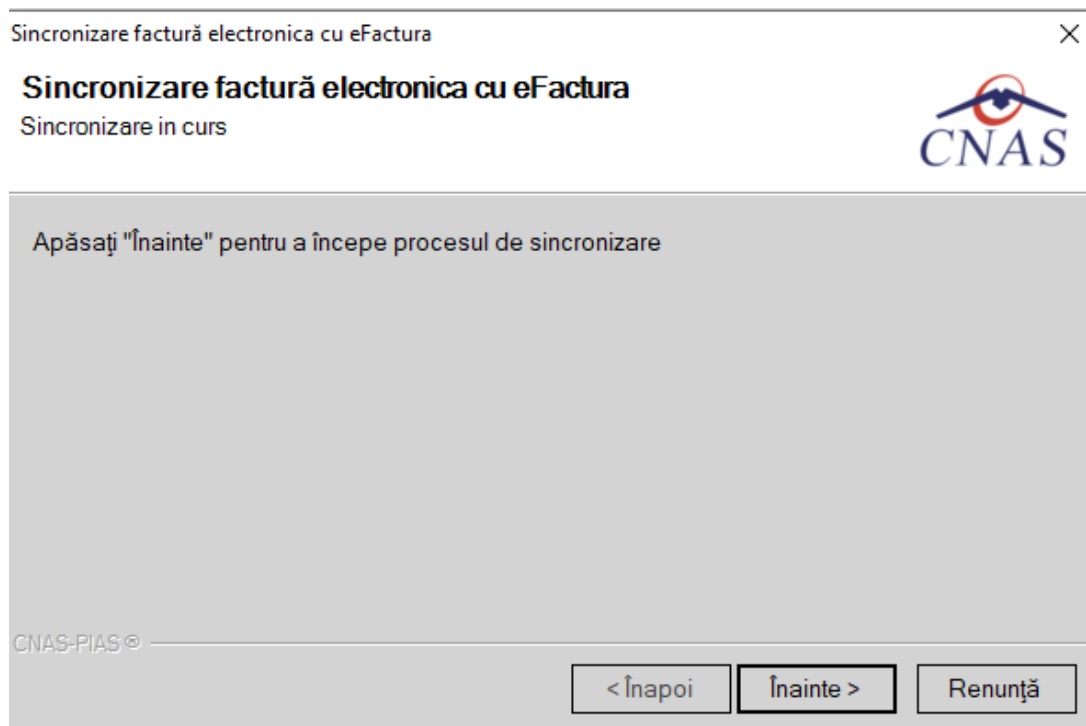 Sincronizare factură electronica cu eFactura
Sincronizare factură electronica cu eFactura
Sincronizare in curs
CNAS
Apăsaţi "Înainte" pentru a începe procesul de sincronizare
CNAS-PIAS ®
< Înapoi
Înainte >
Renunţă